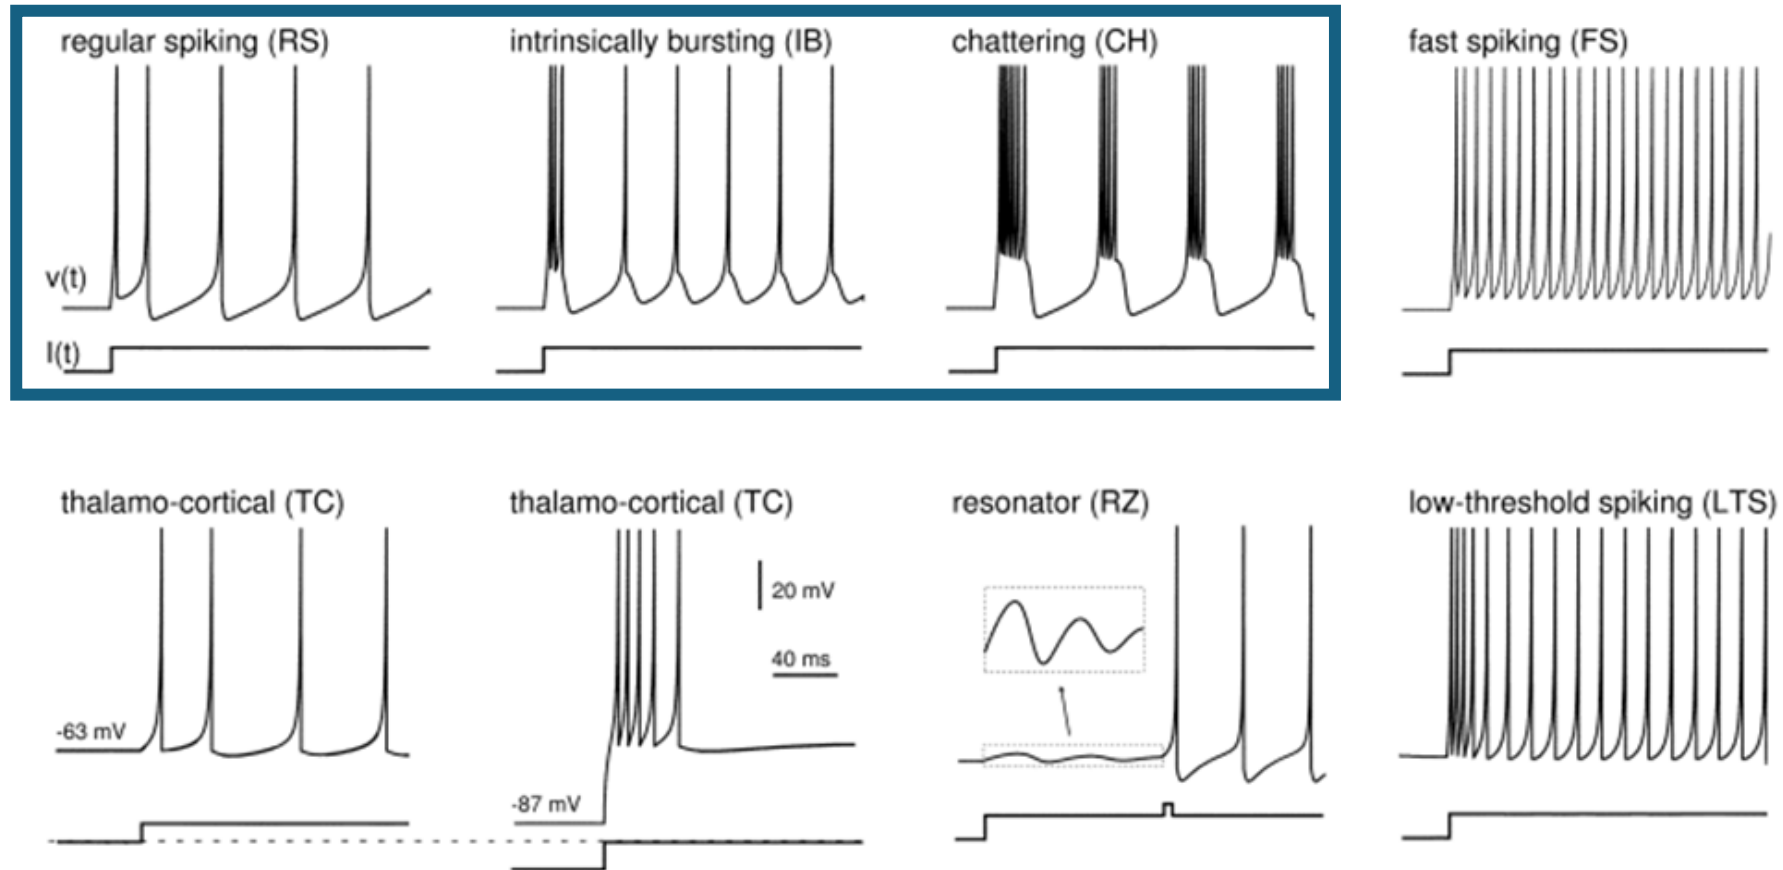 regular spiking (RS)
intrinsically bursting (IB)
chattering (CH)
fast spiking (FS)
v(t)
I(t)
thalamo-cortical (TC)
thalamo-cortical (TC)
resonator (RZ)
low-threshold spiking (LTS)
20 mV
40 ms
-63 mV
-87 mV